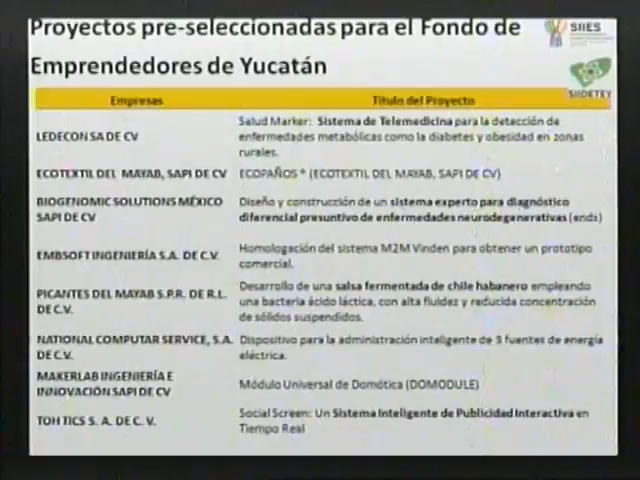 Proyectos pre-seleccionadas para el Fondo de
Emprendedores de Yucatán
SIIES
SIIDETEY
Empresas
Título del Proyecto
LEDECON SA DE CV
Salud Marker: Sistema de Telemedicina para la detección de
enfermedades metabólicas como la diabetes y obesidad en zonas
rurales.
ECOTEXTIL DEL MAYAB, SAPI DE CV
ECOPAÑOS * (ECOTEXTIL DEL MAYAB, SAPI DE CV)
BIOGENOMIC SOLUTIONS MÉXICO
SAPI DE CV
Diseño y construcción de un sistema experto para diagnóstico
diferencial presuntivo de enfermedades neurodegenerativas (ends)
EMBSOFT INGENIERÍA S.A. DE C.V.
Homologación del sistema M2M Vinden para obtener un prototipo
comercial.
PICANTES DEL MAYAB S.P.R. DE R.L.
DE C.V.
Desarrollo de una salsa fermentada de chile habanero empleando
una bacteria ácido láctica, con alta fluidez y reducida concentración
de sólidos suspendidos.
NATIONAL COMPUTAR SERVICE, S.A.
DE C.V.
Dispositivo para la administración inteligente de 3 fuentes de energía
eléctrica.
MAKERLAB INGENIERÍA E
INNOVACIÓN SAPI DE CV
Módulo Universal de Domótica (DOMODULE)
TOH TICS S. A. DE C. V.
Social Screen: Un Sistema Inteligente de Publicidad Interactiva en
Tiempo Real